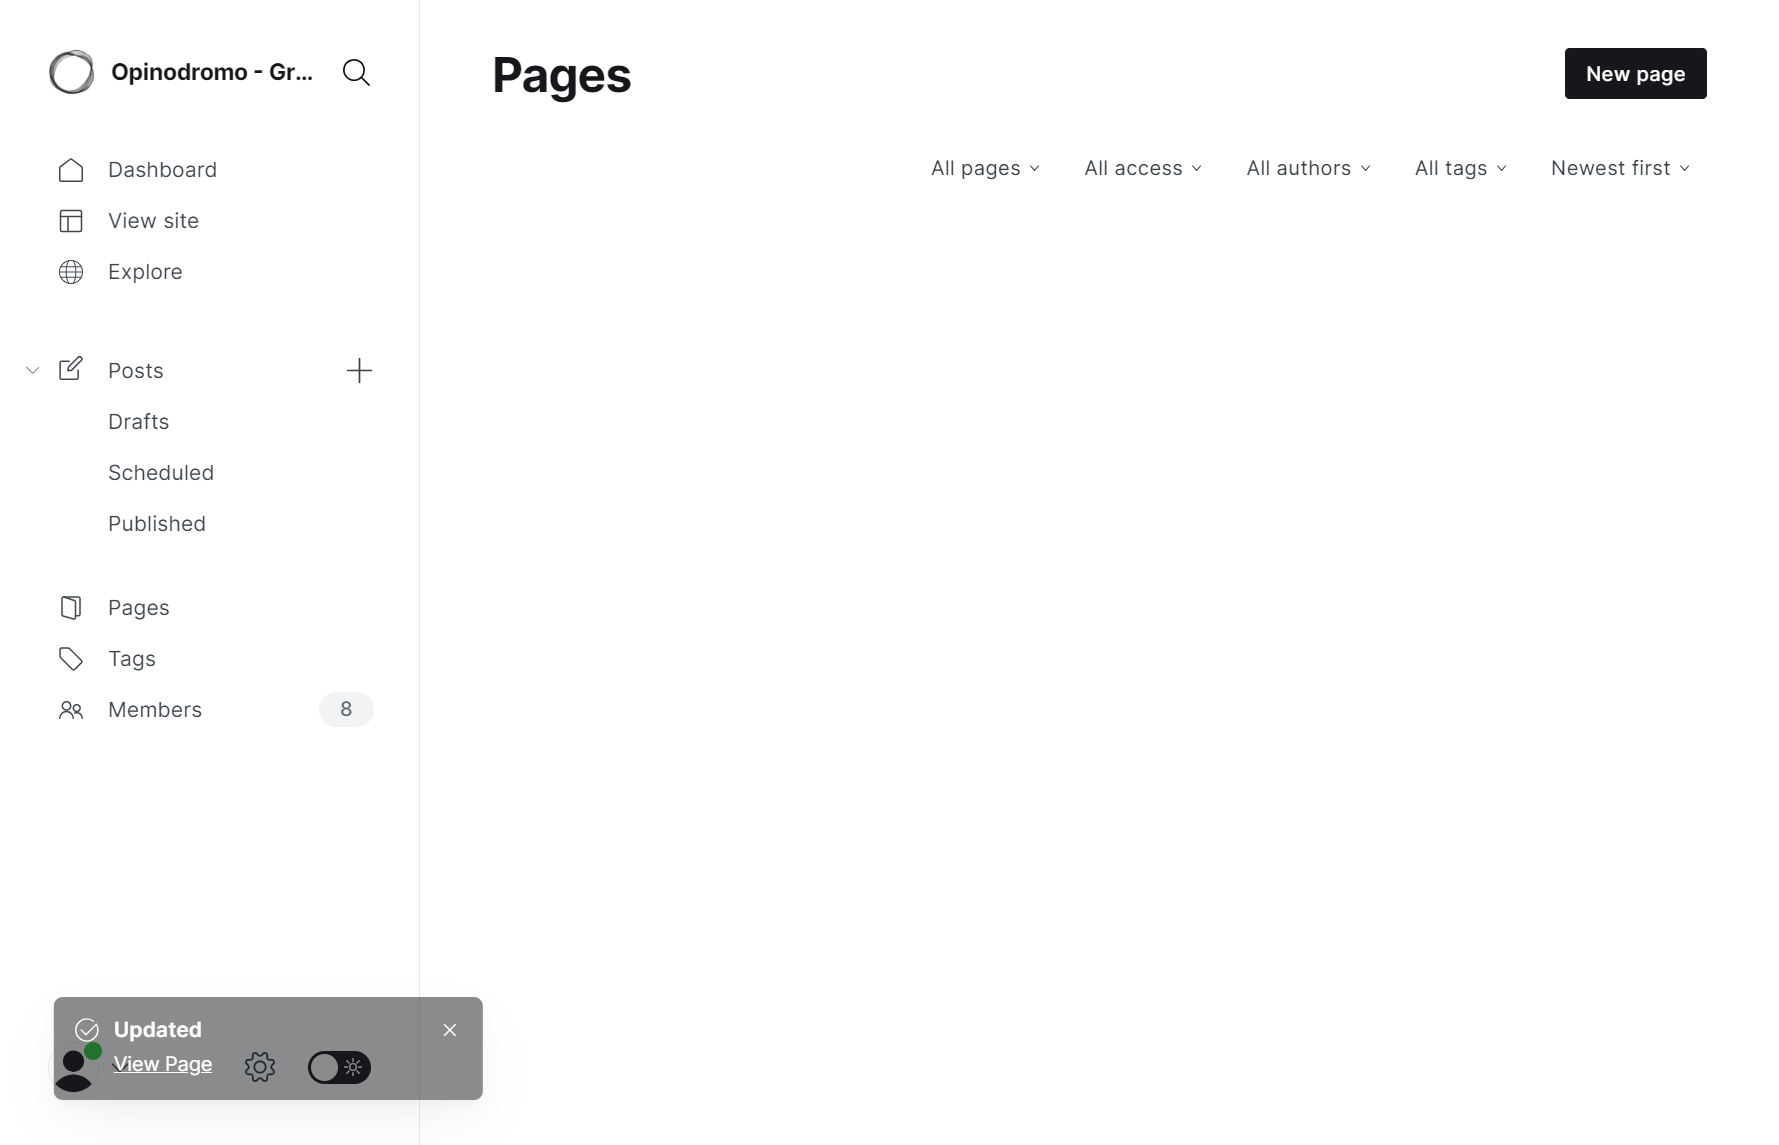 Opinodromo - Gr...
Dashboard
View site
Explore
Posts
Drafts
Scheduled
Published
Pages
Tags
Members
8
Updated
View Page
Pages
New page
All pages
All access
All authors
All tags
Newest first